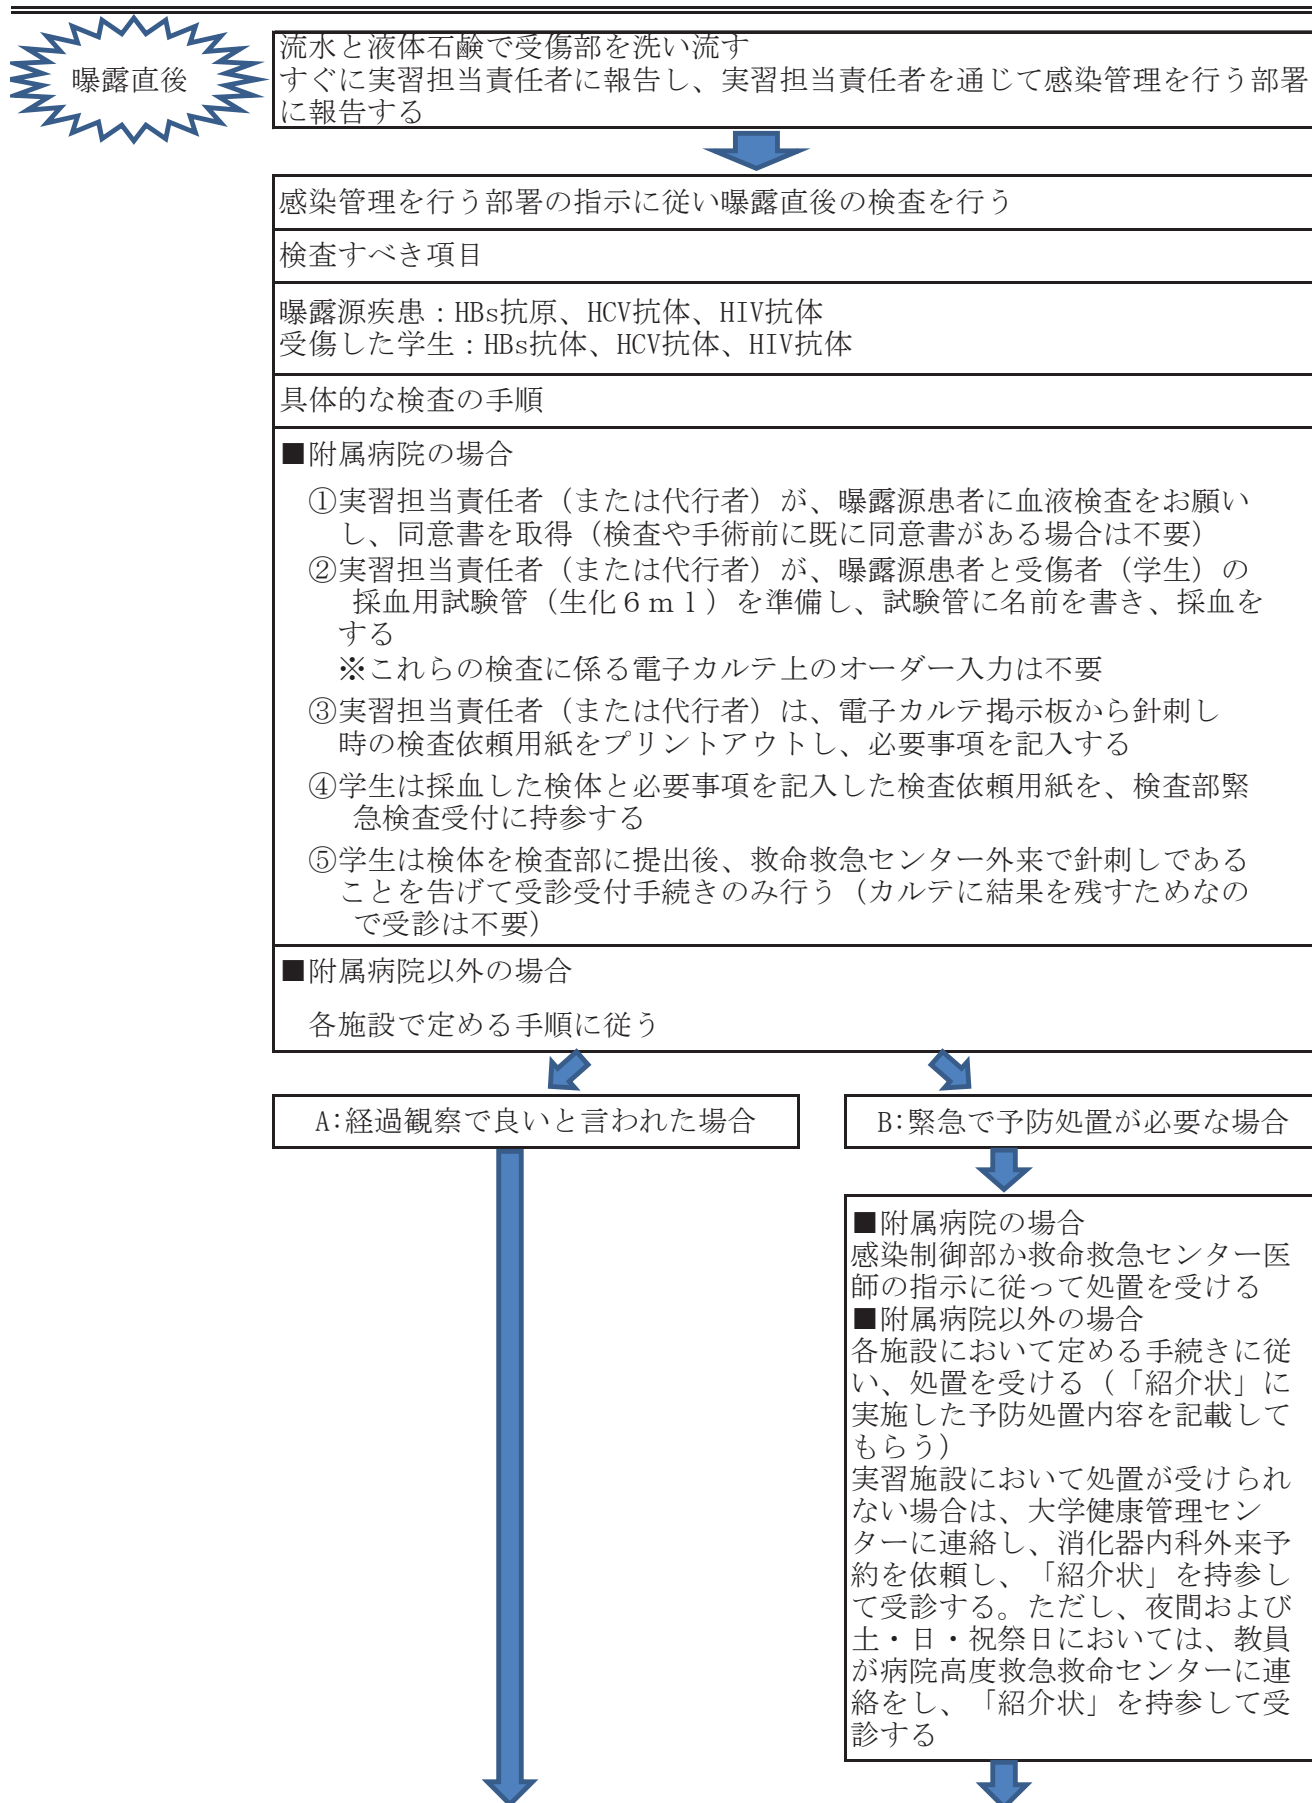 曝露直後
流水と液体石鹸で受傷部を洗い流す
すぐに実習担当責任者に報告し、実習担当責任者を通じて感染管理を行う部署
に報告する
感染管理を行う部署の指示に従い曝露直後の検査を行う
検査すべき項目
曝露源疾患：HBs抗原、HCV抗体、HIV抗体
受傷した学生：HBs抗体、HCV抗体、HIV抗体
具体的な検査の手順
■附属病院の場合
①実習担当責任者（または代行者）が、曝露源患者に血液検査をお願い
し、同意書を取得（検査や手術前に既に同意書がある場合は不要）
②実習担当責任者（または代行者）が、曝露源患者と受傷者（学生）の
採血用試験管（生化６ｍｌ）を準備し、試験管に名前を書き、採血を
する
※これらの検査に係る電子カルテ上のオーダー入力は不要
③実習担当責任者（または代行者）は、電子カルテ掲示板から針刺し
時の検査依頼用紙をプリントアウトし、必要事項を記入する
④学生は採血した検体と必要事項を記入した検査依頼用紙を、検査部緊
急検査受付に持参する
⑤学生は検体を検査部に提出後、救命救急センター外来で針刺しである
ことを告げて受診受付手続きのみ行う（カルテに結果を残すためなの
で受診は不要）
■附属病院以外の場合
各施設で定める手順に従う
A:経過観察で良いと言われた場合
B:緊急で予防処置が必要な場合
■附属病院の場合
感染制御部か救命救急センター医
師の指示に従って処置を受ける
■附属病院以外の場合
各施設において定める手続きに従
い、処置を受ける（「紹介状」に
実施した予防処置内容を記載して
もらう）
実習施設において処置が受けられ
ない場合は、大学健康管理セン
ターに連絡し、消化器内科外来予
約を依頼し、「紹介状」を持参し
て受診する。ただし、夜間および
土・日・祝祭日においては、教員
が病院高度救急救命センターに連
絡をし、「紹介状」を持参して受
診する